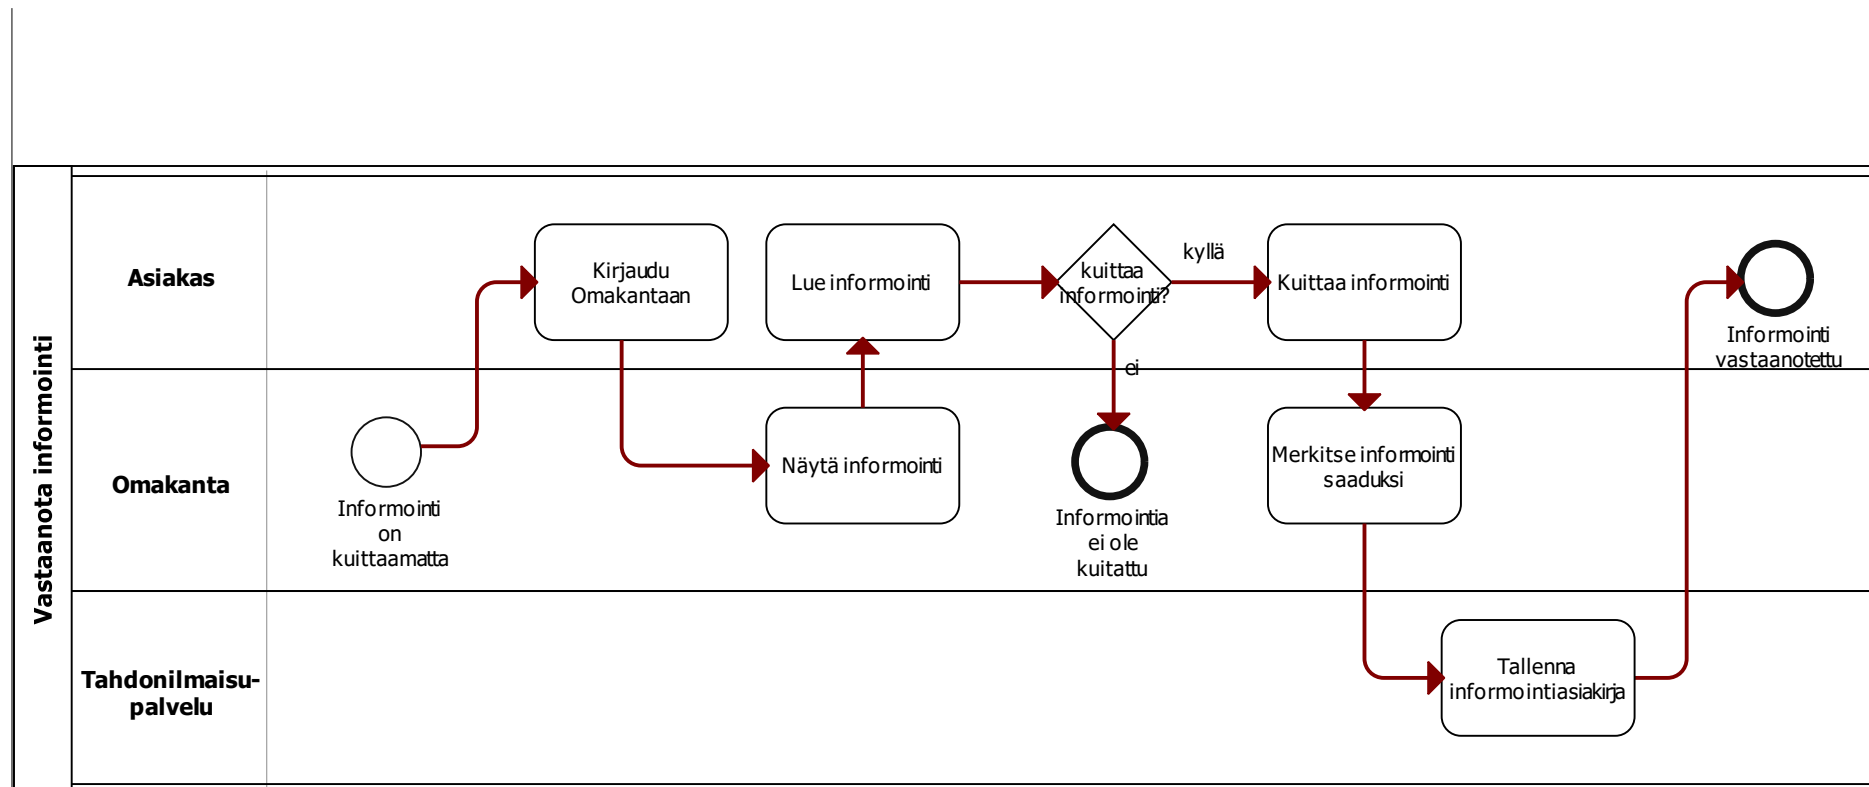 Vastaanota informointi
Asiakas
Kirjaudu
Omakantaan
Lue informointi
kuittaa
informointi?
kyllä
ei
Kuittaa informointi
Informointi
vastaanotettu
Omakanta
Informointi
on
kuittaamatta
Näytä informointi
Informointia
ei ole
kuitattu
Merkitse informointi
saaduksi
Tahdonilmaisu-
palvelu
Tallenna
informointiasiakirja